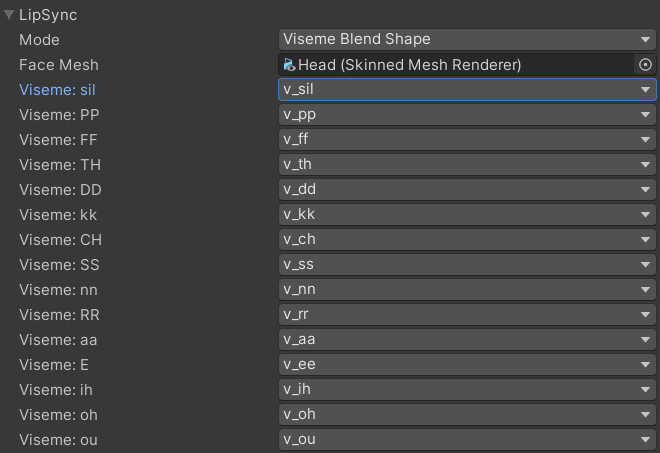 LipSync
Mode Viseme Blend Shape
Face Mesh Head (Skinned Mesh Renderer)
Viseme: sil v_sil
Viseme: PP v_pp
Viseme: FF v_ff
Viseme: TH v_th
Viseme: DD v_dd
Viseme: kk v_kk
Viseme: CH v_ch
Viseme: SS v_ss
Viseme: nn v_nn
Viseme: RR v_rr
Viseme: aa v_aa
Viseme: E v_ee
Viseme: ih v_ih
Viseme: oh v_oh
Viseme: ou v_ou